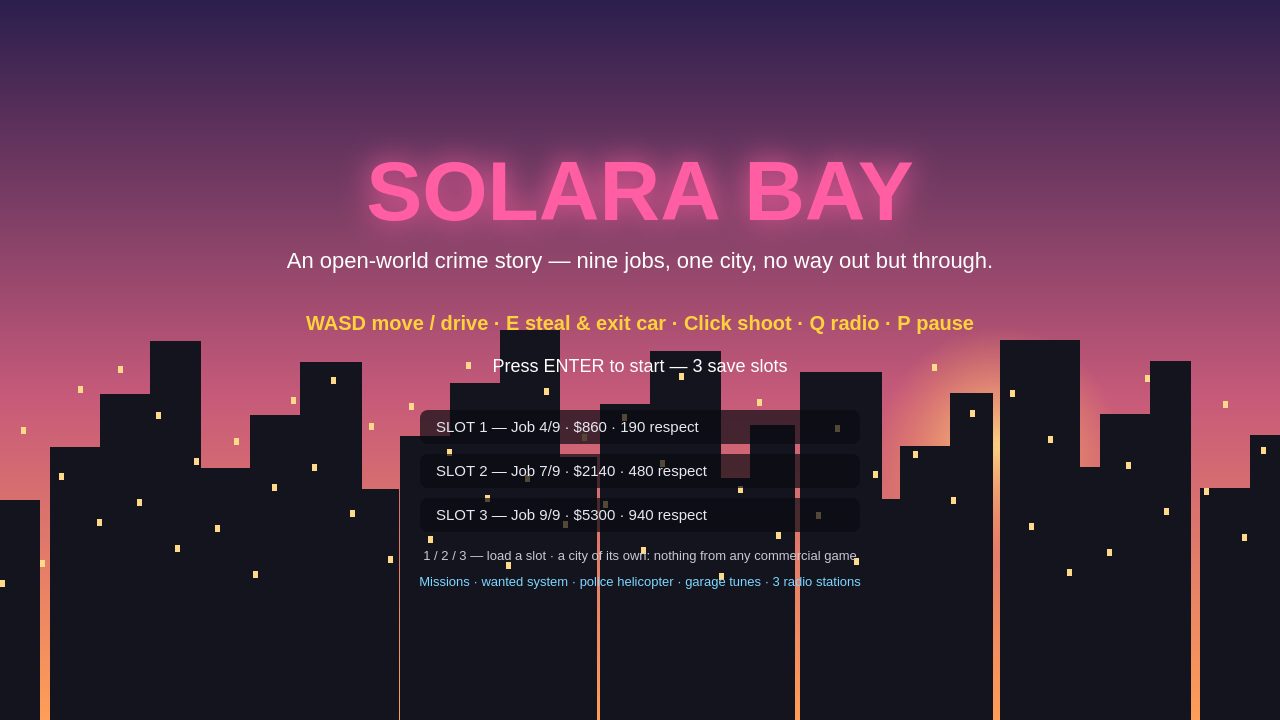 SOLARA BAY
An open-world crime story — nine jobs, one city, no way out but through.
WASD move / drive · E steal & exit car · Click shoot · Q radio · P pause
Press ENTER to start — 3 save slots
SLOT 1 — Job 4/9 · $860 · 190 respect
SLOT 2 — Job 7/9 · $2140 · 480 respect
SLOT 3 — Job 9/9 · $5300 · 940 respect
1 / 2 / 3 — load a slot · a city of its own: nothing from any commercial game.
Missions · wanted system · police helicopter · garage tunes · 3 radio stations